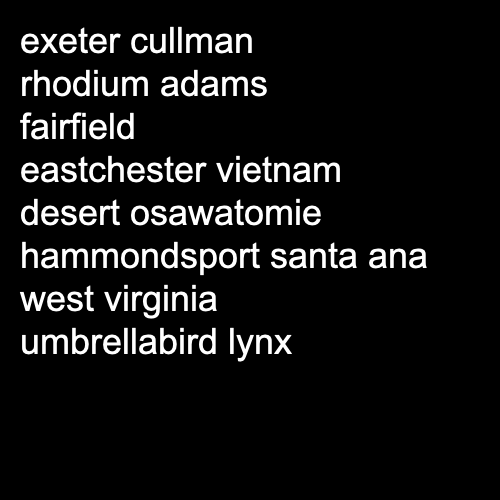 exeter cullman
rhodium adams
fairfield
eastchester vietnam
desert osawatomie
hammondsport santa ana
west virginia
umbrellabird lynx